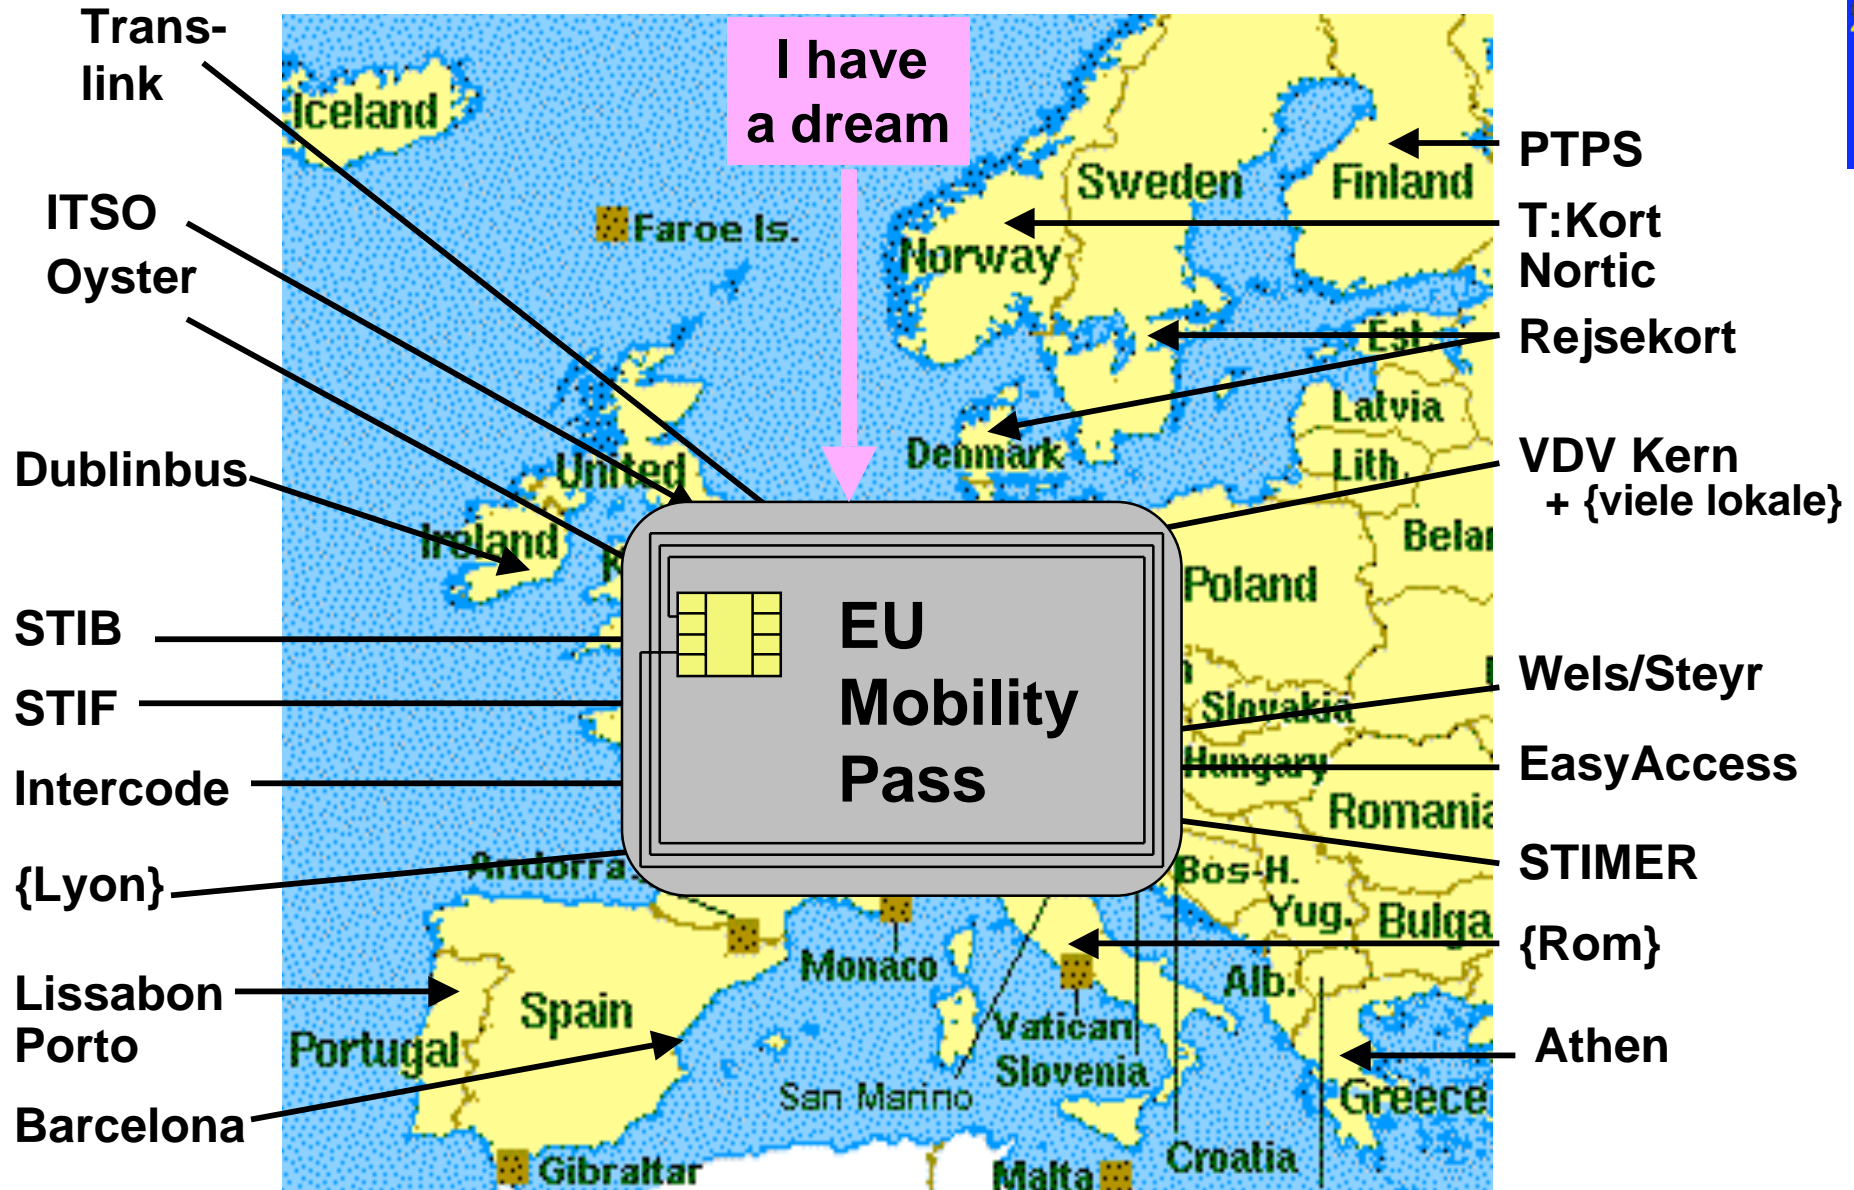 Trans-
link
I have
a dream
Iceland
PTPS
Sweden
Finland
ITSO
Oyster
Faroe Is.
Norway
T:Kort
Nortic
Rejsekort
Est.
Latvia
Lith.
Denmark
Dublinbus
United
Ireland
VDV Kern
+ {viele lokale}
Belar
Poland
EU
Mobility
Pass
STIB
STIF
Intercode
{Lyon}
Wels/Steyr
Slovakia
Hungary
EasyAccess
Romania
STIMER
Andorra
Bos-H.
Yug.
Bulga
{Rom}
Monaco
Alb.
Lissabon
Porto
Spain
Portugal
Vatican
Slovenia
San Marino
Athen
Greece
Barcelona
Gibraltar
Malta
Croatia